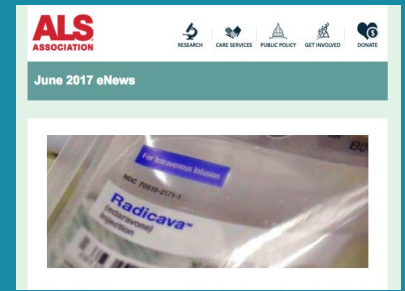 ALS
ASSOCIATION
RESEARCH
CARE SERVICES
PUBLIC POLICY
GET INVOLVED
DONATE
June 2017 eNews
For Intravenous Infusion
NDC 70510-2171-1
Radicava™
(edaravone)
Injection